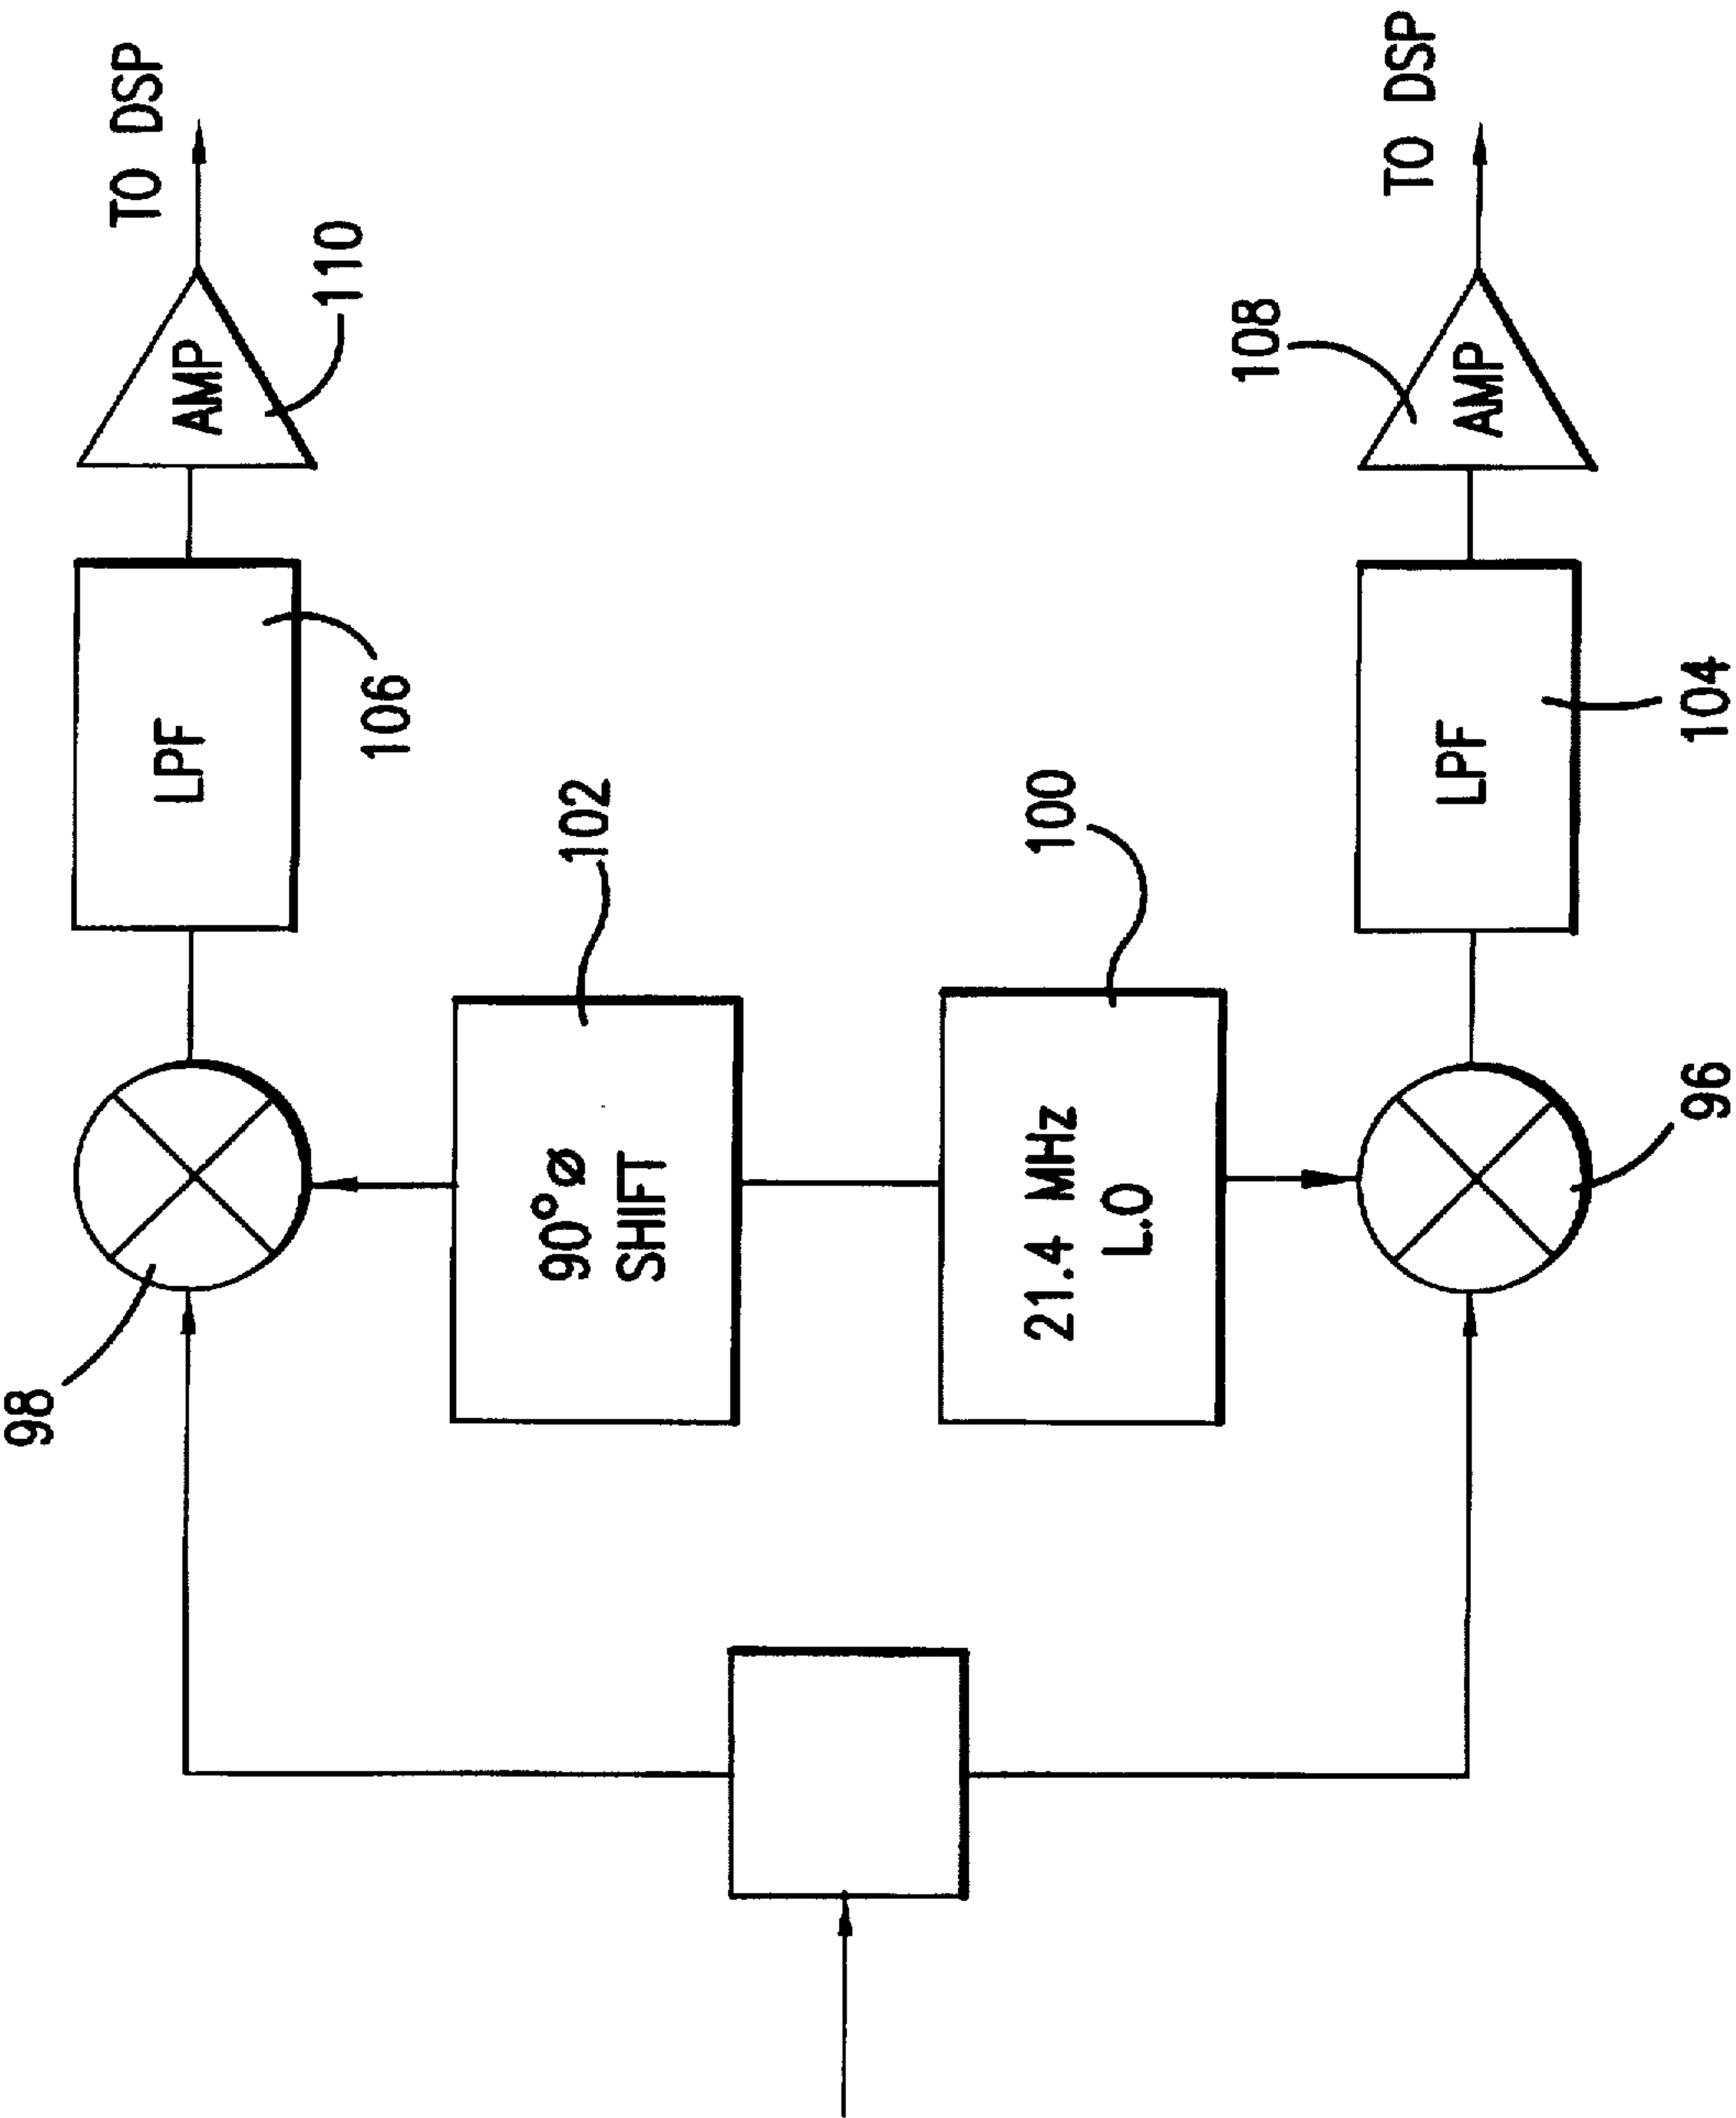 98
96
90° ø
SHIFT
102
21.4 MHz
L.O
100
LPF
106
LPF
104
AMP
110
AMP
108
TO DSP
TO DSP